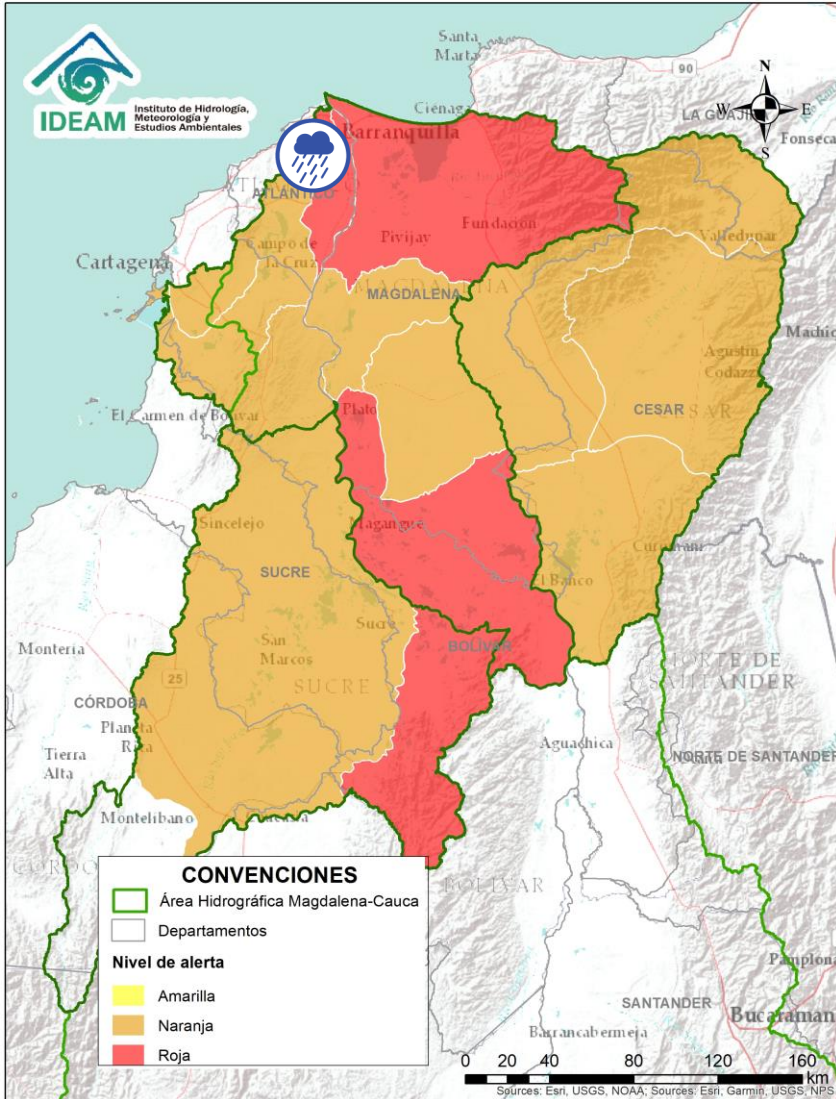 IDEAM
Instituto de Hidrología,
Meteorología y
Estudios Ambientales
Santa
Marta
90
N
W
E
S
Ciénaga
LA GUAJIR
Fonseca
Barranquilla
ATLÁNTICO
Fundación
Pivijay
Campo de
la Cruz
Valledupar
Cartagena
MAGDALENA
Agustín
Codazzi
El Carmen de Bolívar
Plato
CESAR
CESAR
Sincelejo
Magangué
SUCRE
El Banco
Sucre
BOLÍVAR
San
Marcos
Montería
SUCRE
NORTE DE
SANTANDER
25
CÓRDOBA
Planeta
Rica
Aguachica
Tierra
Alta
NORTE DE SANTANDER
Montelíbano
BOLÍVAR
CONVENCIONES
Área Hidrográfica Magdalena-Cauca
Departamentos
Nivel de alerta
Amarilla
Naranja
Roja
Pamplona
SANTANDER
Bucaraman
Barrancabermeja
0 20 40 80 120 160
km
Sources: Esri, USGS, NOAA; Sources: Esri, Garmin, USGS, NPS